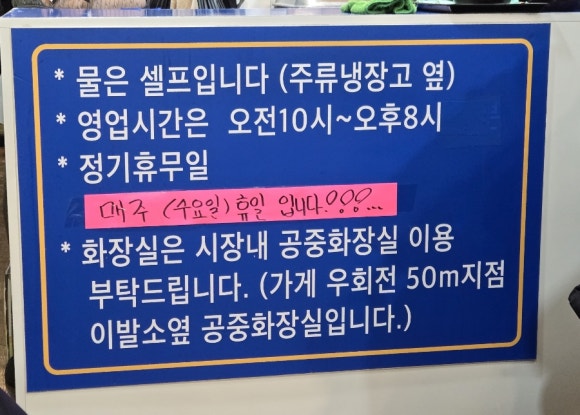 * 물은 셀프입니다 (주류냉장고 옆)
* 영업시간은 오전10시~오후8시
* 정기휴무일
매주 (수요일) 휴일 입니다.!!!...
* 화장실은 시장내 공중화장실 이용
부탁드립니다. (가게 우회전 50m지점
이발소옆 공중화장실입니다.)